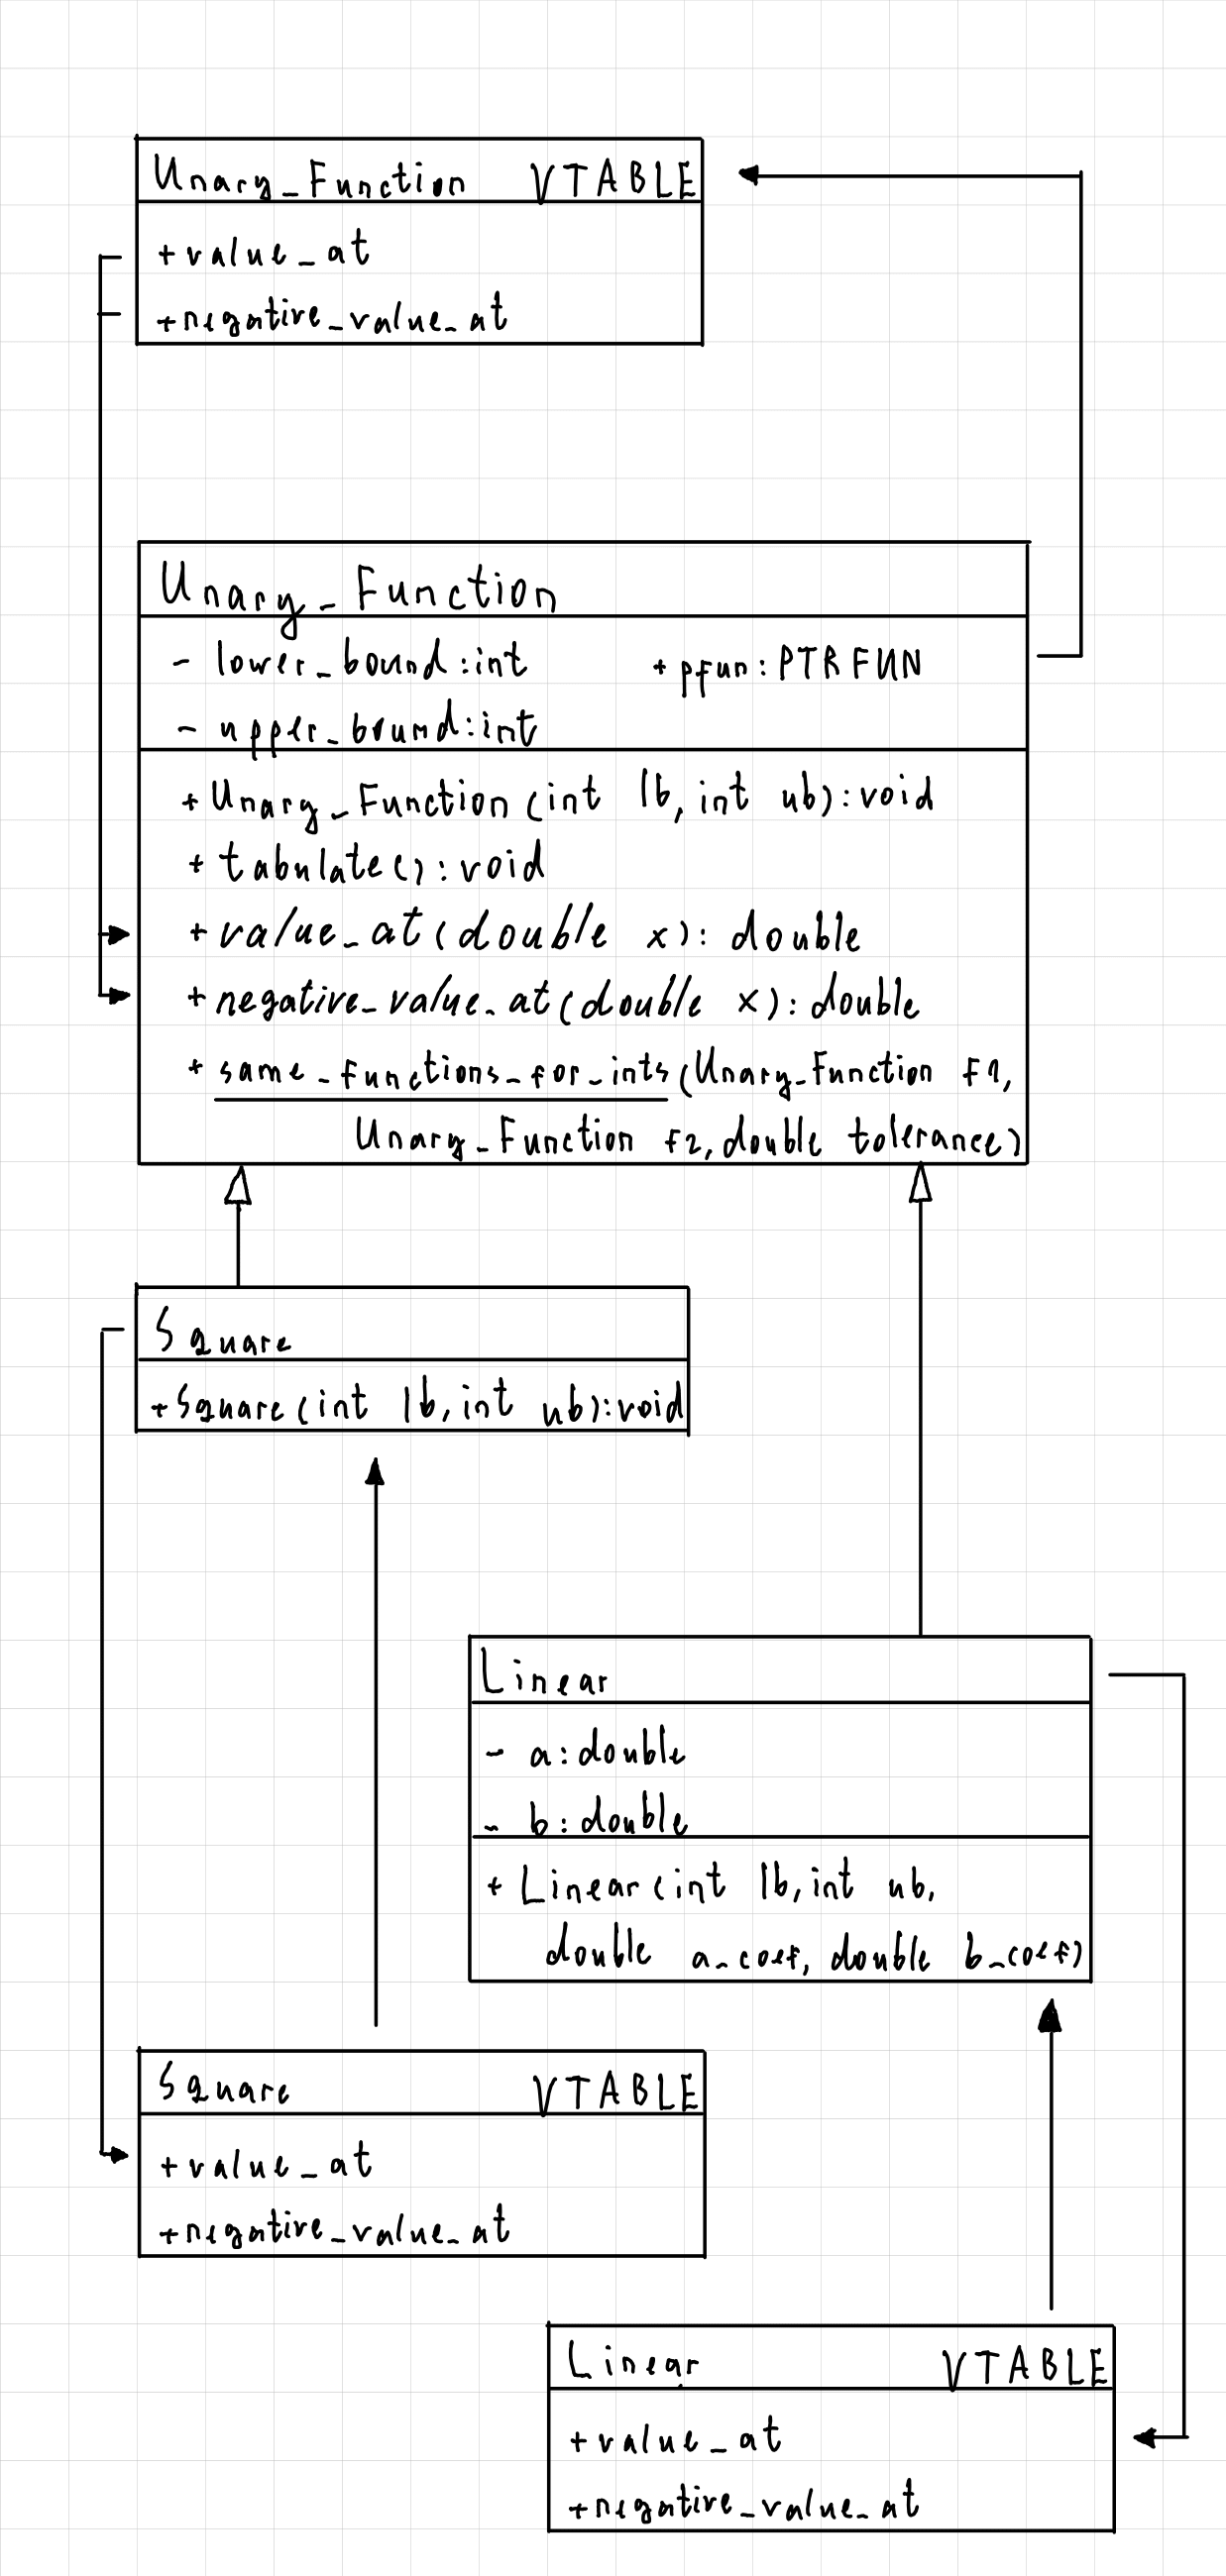 Unary_Function VTABLE
+value_at
+negative_value_at
Unary_Function
- lower_bound:int + pfun: PTRFUN
- upper_bound:int
+ Unary_Function(int lb, int ub):void
+ tabulate():void
+ value_at(double x): double
+ negative_value_at(double x): double
+ same_functions_for_ints(Unary_Function f1,
Unary_Function f2, double tolerance)
Square
+Square(int lb, int ub):void
Linear
- a:double
- b:double
+ Linear(int lb, int ub,
double a_coef, double b_coef)
Square VTABLE
+value_at
+negative_value_at
Linear VTABLE
+value_at
+negative_value_at